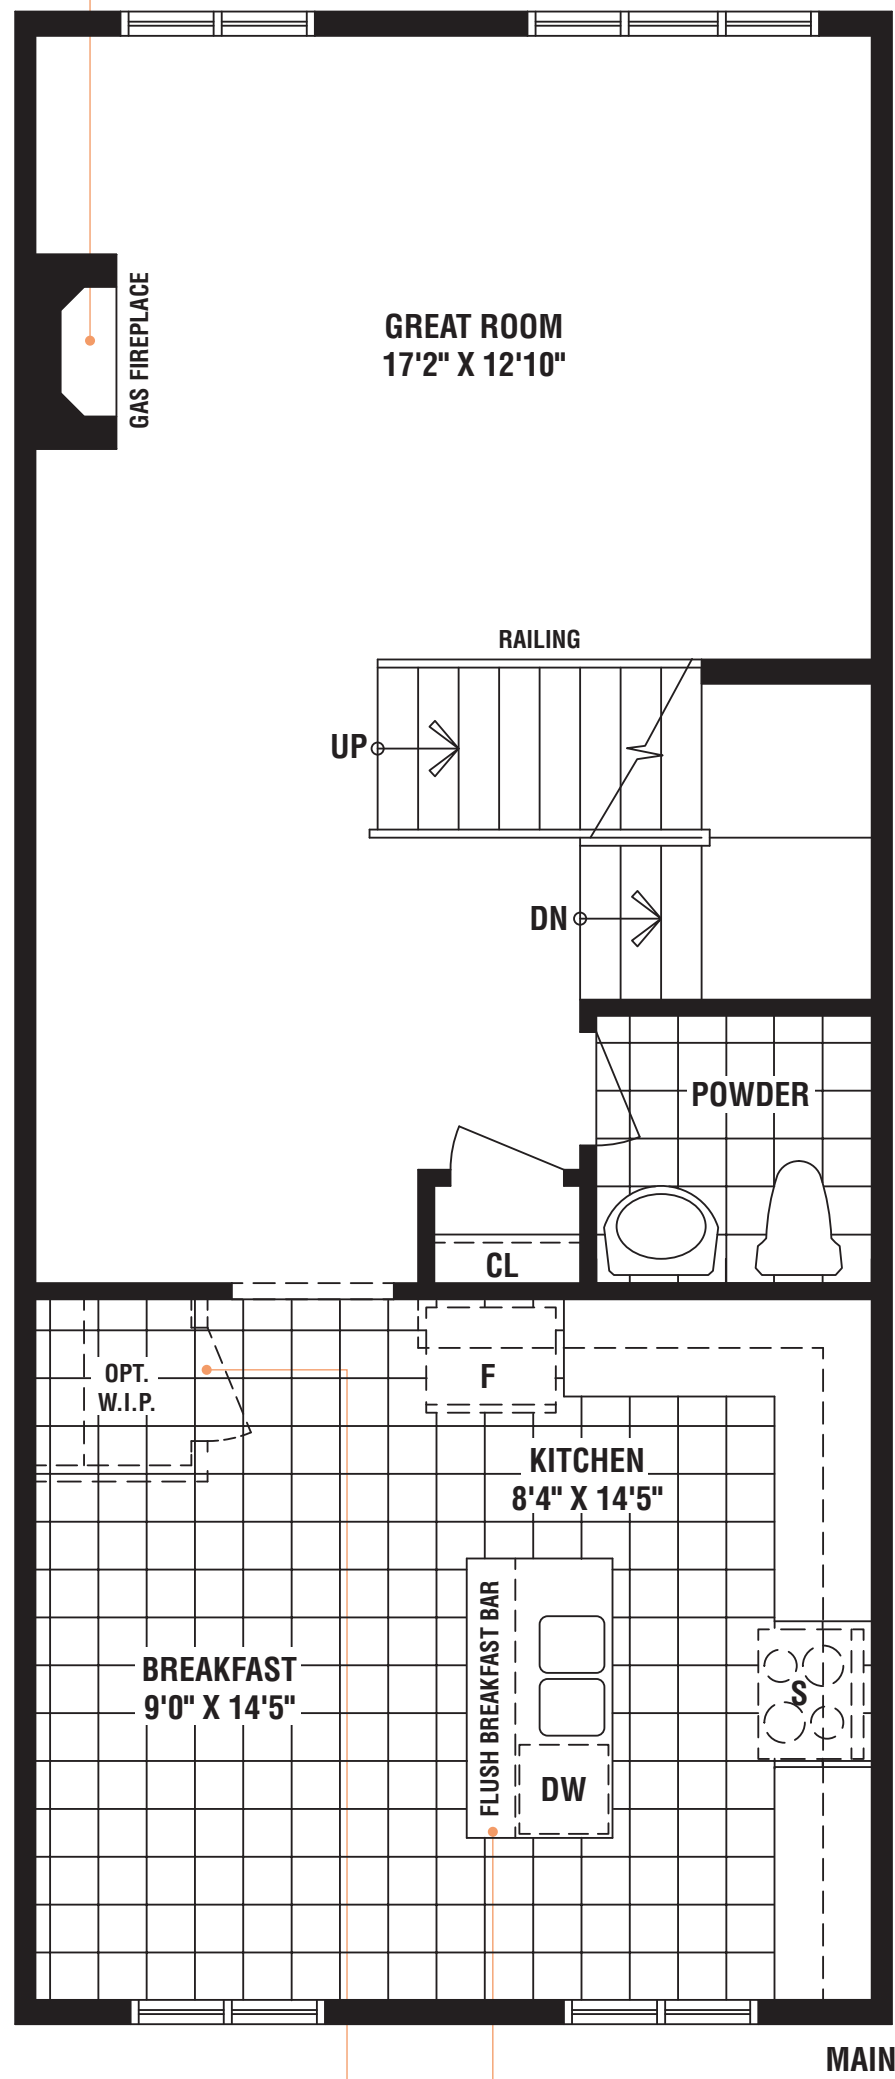 GAS FIREPLACE
GREAT ROOM
17'2" X 12'10"
RAILING
UP
DN
POWDER
CL
OPT.
W.I.P.
F
KITCHEN
8'4" X 14'5"
FLUSH BREAKFAST BAR
BREAKFAST
9'0" X 14'5"
S
DW
MAIN